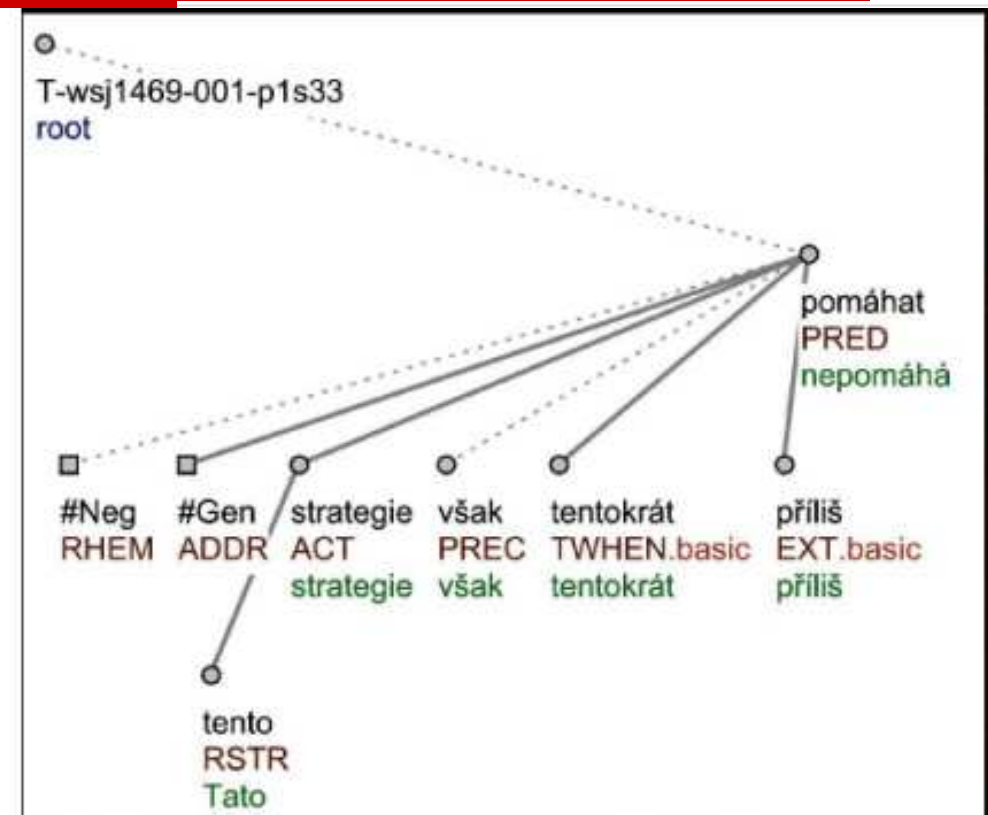 T-wsj1469-001-p1s33
root
pomáhat
PRED
nepomáhá
#Neg #Gen strategie však tentokrát příliš
RHEM ADDR ACT PREC TWHEN.basic EXT.basic
strategie však tentokrát příliš
tento
RSTR
Tato